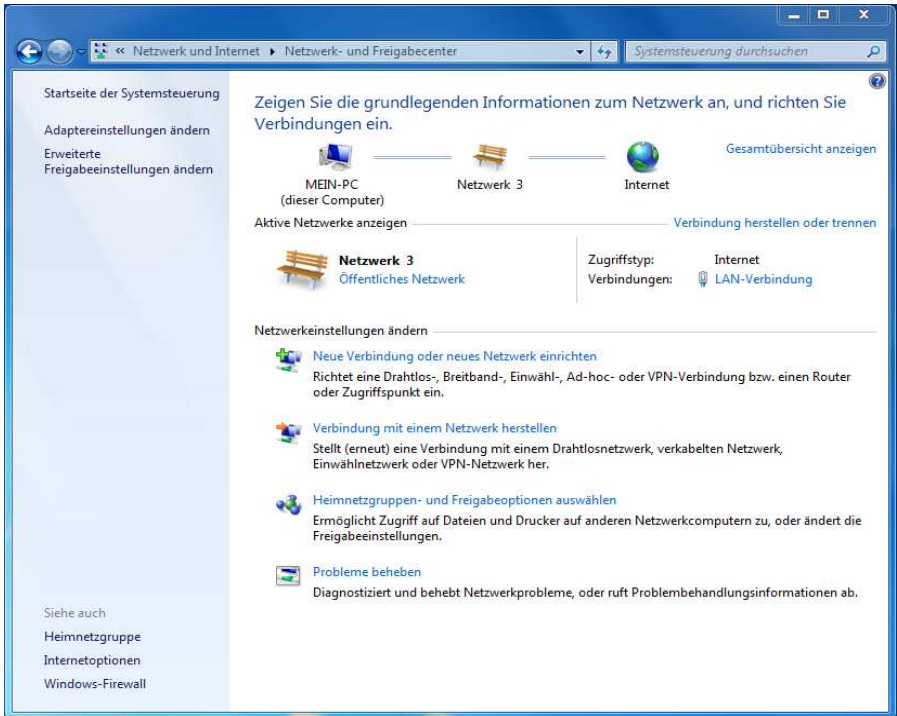 « Netzwerk und Internet ▸ Netzwerk- und Freigabecenter
Systemsteuerung durchsuchen
Startseite der Systemsteuerung
Adaptereinstellungen ändern
Erweiterte
Freigabeeinstellungen ändern
Zeigen Sie die grundlegenden Informationen zum Netzwerk an, und richten Sie
Verbindungen ein.
Gesamtübersicht anzeigen
MEIN-PC
(dieser Computer)
Netzwerk 3
Internet
Aktive Netzwerke anzeigen
Verbindung herstellen oder trennen
Netzwerk 3
Öffentliches Netzwerk
Zugriffstyp: Internet
Verbindungen: LAN-Verbindung
Netzwerkeinstellungen ändern
Neue Verbindung oder neues Netzwerk einrichten
Richtet eine Drahtlos-, Breitband-, Einwähl-, Ad-hoc- oder VPN-Verbindung bzw. einen Router
oder Zugriffspunkt ein.
Verbindung mit einem Netzwerk herstellen
Stellt (erneut) eine Verbindung mit einem Drahtlosnetzwerk, verkabelten Netzwerk,
Einwählnetzwerk oder VPN-Netzwerk her.
Heimnetzgruppen- und Freigabeoptionen auswählen
Ermöglicht Zugriff auf Dateien und Drucker auf anderen Netzwerkcomputern zu, oder ändert die
Freigabeeinstellungen.
Probleme beheben
Diagnostiziert und behebt Netzwerkprobleme, oder ruft Problembehandlungsinformationen ab.
Siehe auch
Heimnetzgruppe
Internetoptionen
Windows-Firewall